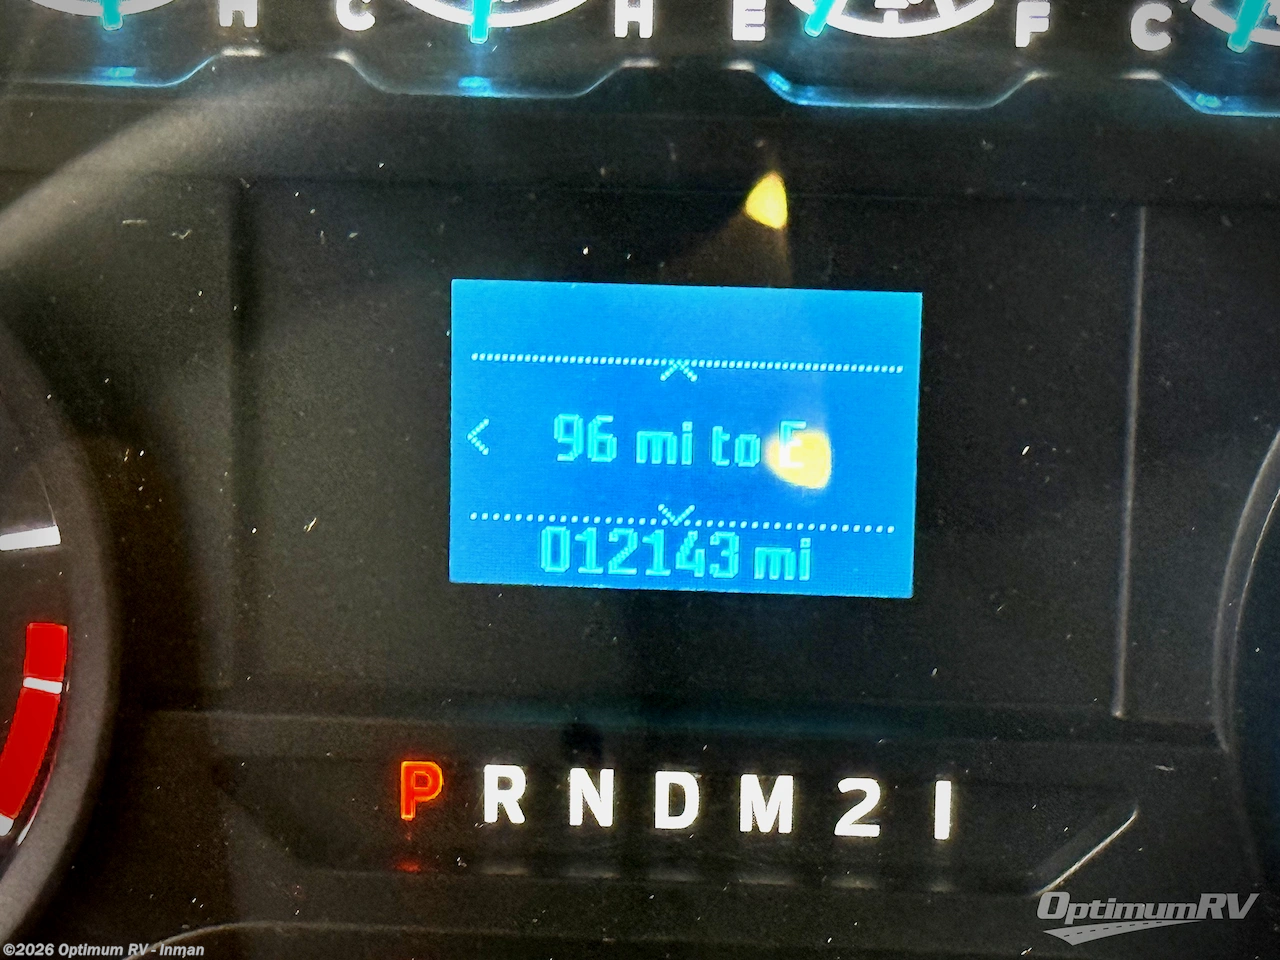 H C H E F C
96 mi to E
012143 mi
P R N D M 2 1
OptimumRV
©2026 Optimum RV - Inman